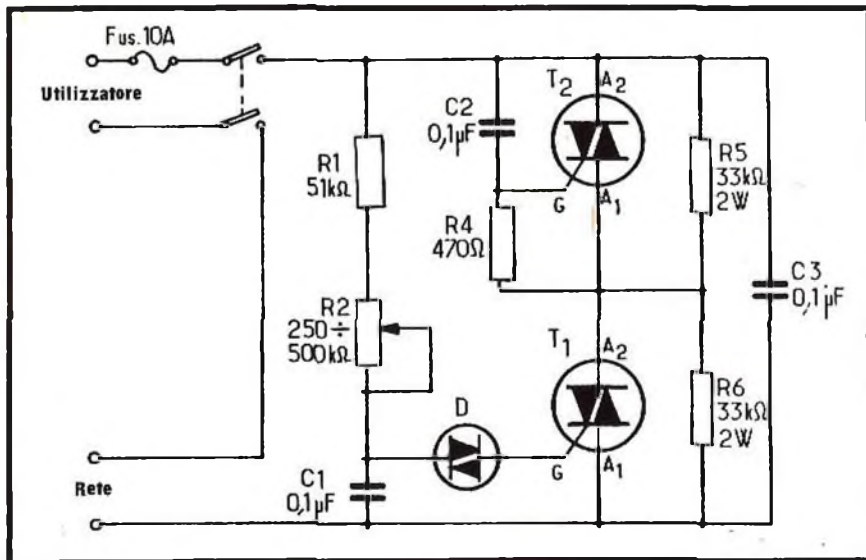 Fus.10A
Utilizzatore
R1
51kΩ
R2
250÷
500kΩ
C1
0,1µF
D
C2
0,1µF
R4
470Ω
T2
A2
G
A1
T1
A2
G
A1
R5
33kΩ
2W
R6
33kΩ
2W
C3
0,1µF
Rete